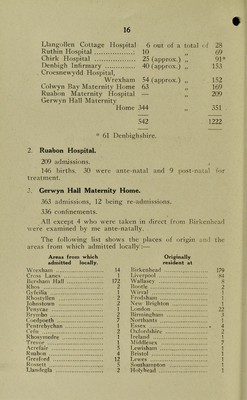 16
Llangollen Cottage Hospital 6 out of a total of 28
Ruthin Hospital 10 „ 69
Chirk Hospital 25 (approx.) „ 91*
Denbigh Infirmary 40 (approx.) „ 153
Croesnewydd Hospital,
Wrexham 54 (approx.) „ 152
Colwyn Bay Maternity Home 63 „ 169
Ruabon Maternity Hospital — „ 209
Gerwyn Hall Maternity
Home 344 „ 351
542 1222
* 61 Denbighshire.
2. Ruabon Hospital.
209 admissions.
146 births. 30 were ante-natal and 9 post-natal for
treatment.
3. Gerwyn Hall Maternity Home.
363 admissions, 12 being re-admissions.
336 confinements.
All except 4 who were taken in direct from Birkenhead
were examined by me ante-natally.
The following list shows the places of origin and the
areas from which admitted locally:—
Areas from which admitted locally.
Wrexham 14
Cross Lanes 1
Bersham Hall 172
Rhos 2
Gefeilia 1
Rhostyllen 2
Johnstown 2
Penycae 1
Brymbo 2
Coedpoeth 7
Pentrebychan 1
Cefn 2
Rhosymedre 1
Trevor 1
Acrefair 5
Ruabon 4
Gresford 12
Rossett 5
Llandegla 2
Originally resident at
Birkenhead 179
Liverpool
Wallasey 8
Bootle 2
Wirral 1
Frodsham 1
New Brighton 1
London 22
Birmingham 3
Northants 1
Essex 4
Oxfordshire 2
Ireland 1
Middlesex 7
Lewisham 1
Bristol 1
Lewes 1
Southampton 1
Holyhead 1